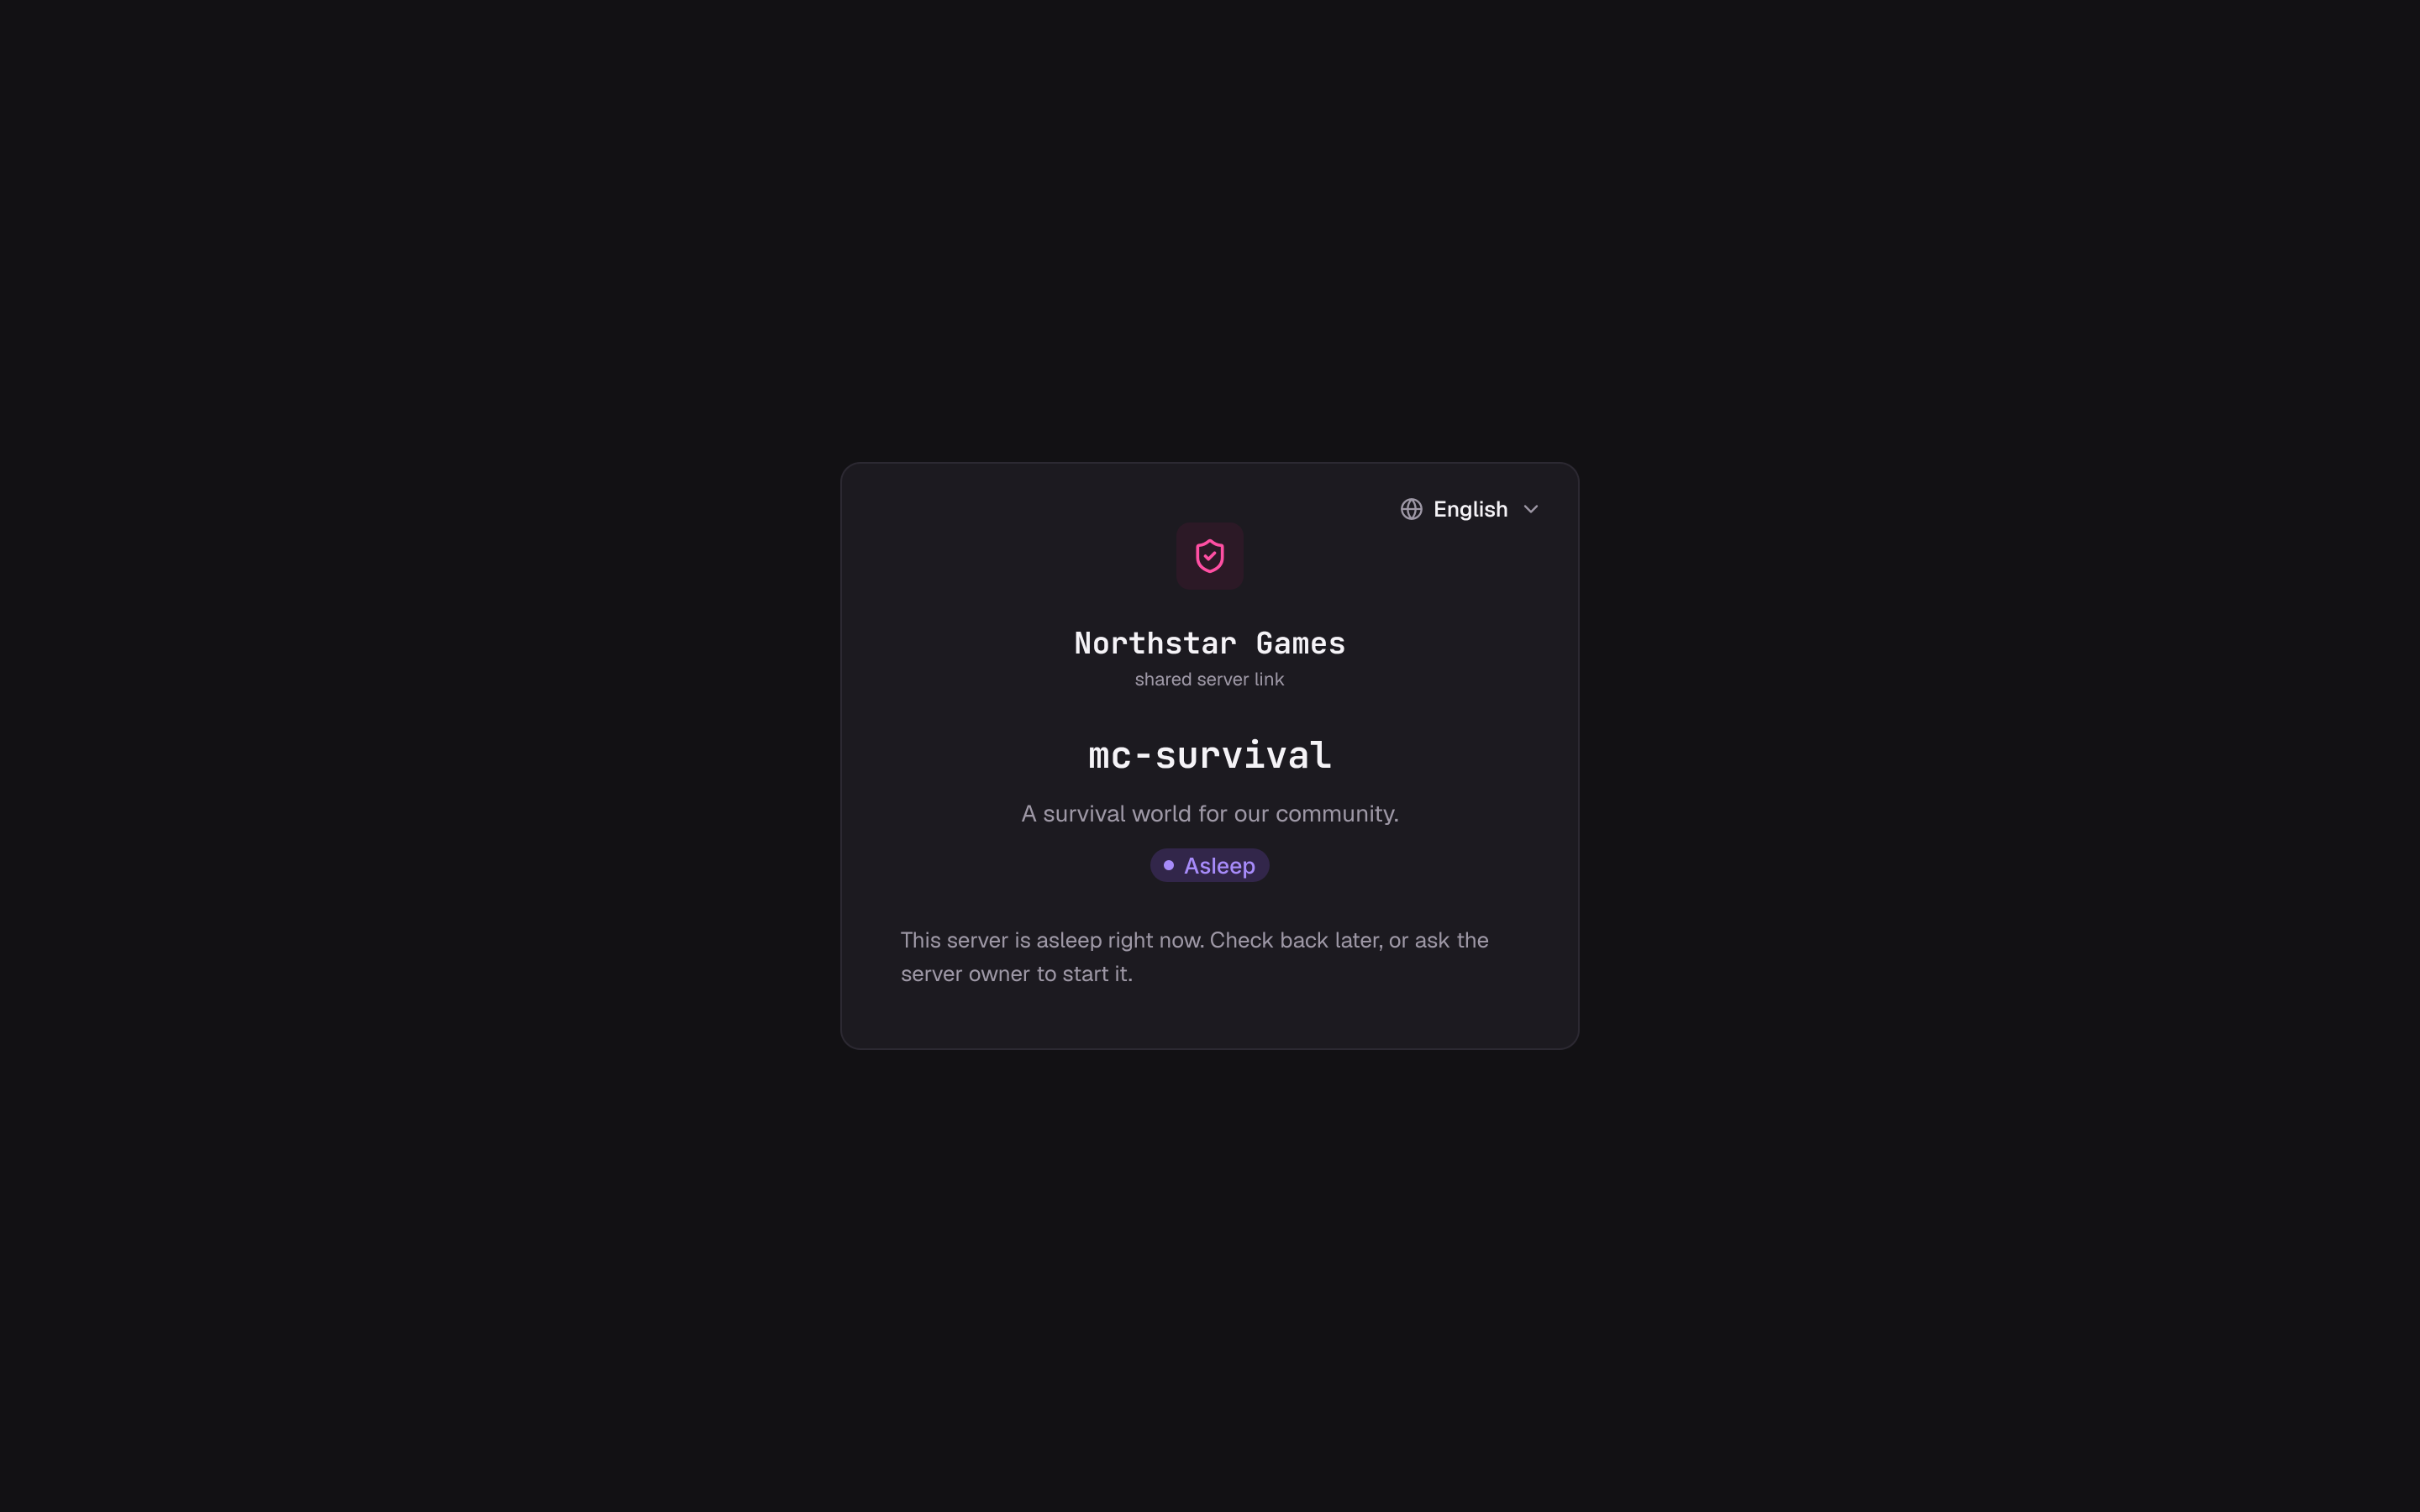 English
Northstar Games
shared server link
mc-survival
A survival world for our community.
Asleep
This server is asleep right now. Check back later, or ask the
server owner to start it.